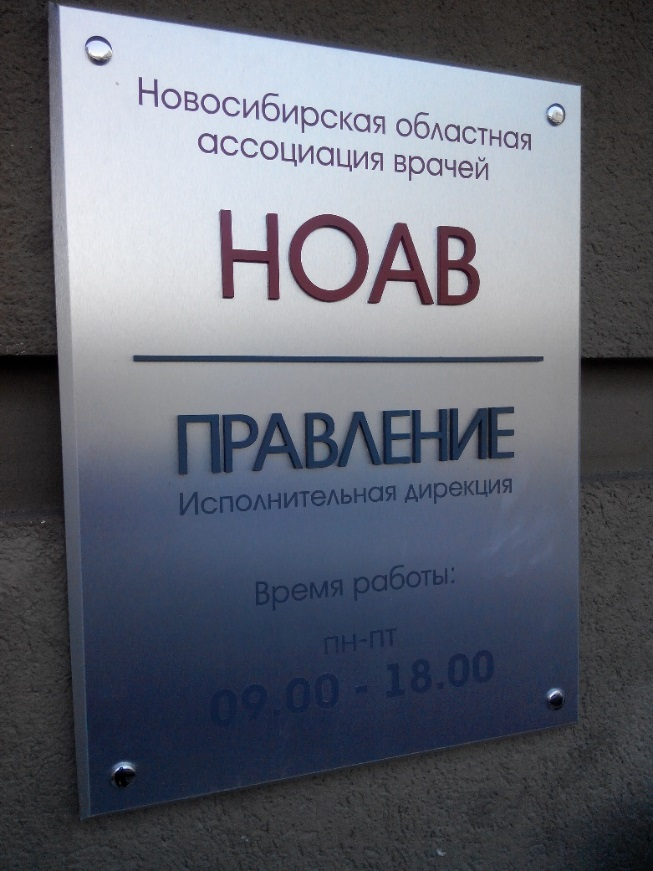 Новосибирская областная
ассоциация врачей
НОАВ
ПРАВЛЕНИЕ
Исполнительная дирекция
Время работы:
пн-пт
09.00 - 18.00